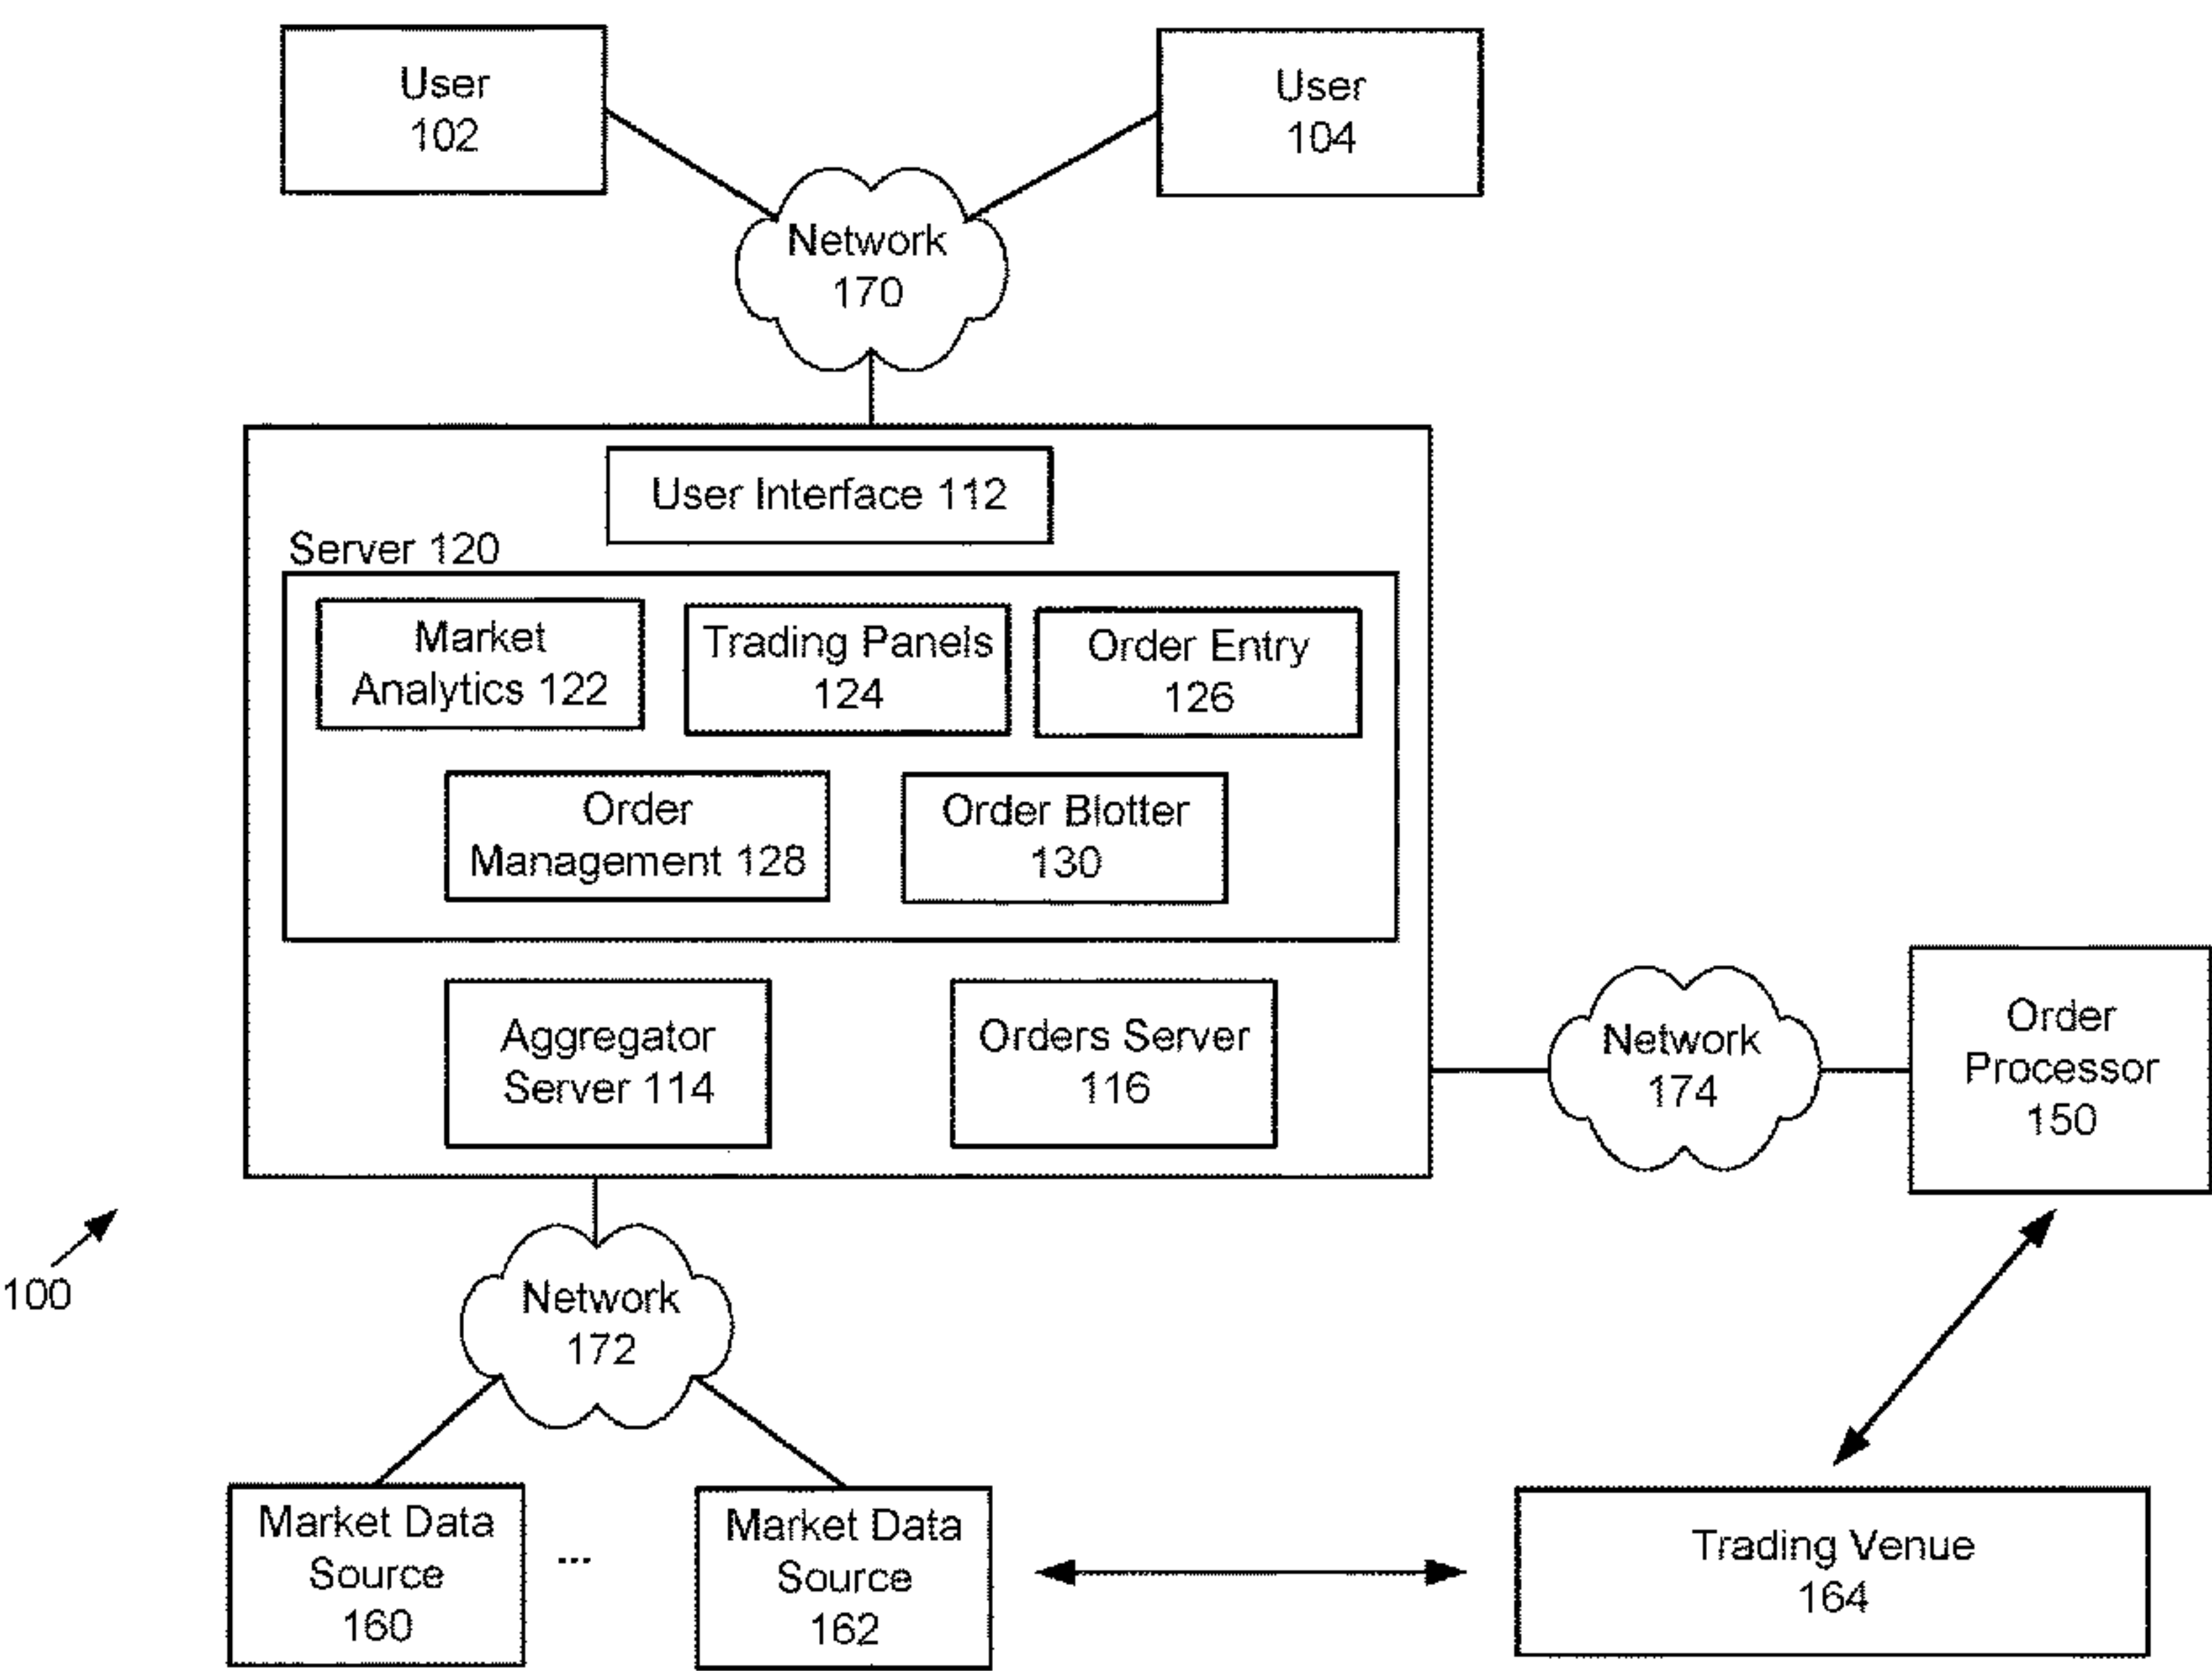 User
102
User
104
Network
170
User Interface 112
Server 120
Market
Analytics 122
Trading Panels
124
Order Entry
126
Order
Management 128
Order Blotter
130
Aggregator
Server 114
Orders Server
116
Network
174
Order
Processor
150
100
Network
172
Market Data
Source
160
...
Market Data
Source
162
Trading Venue
164